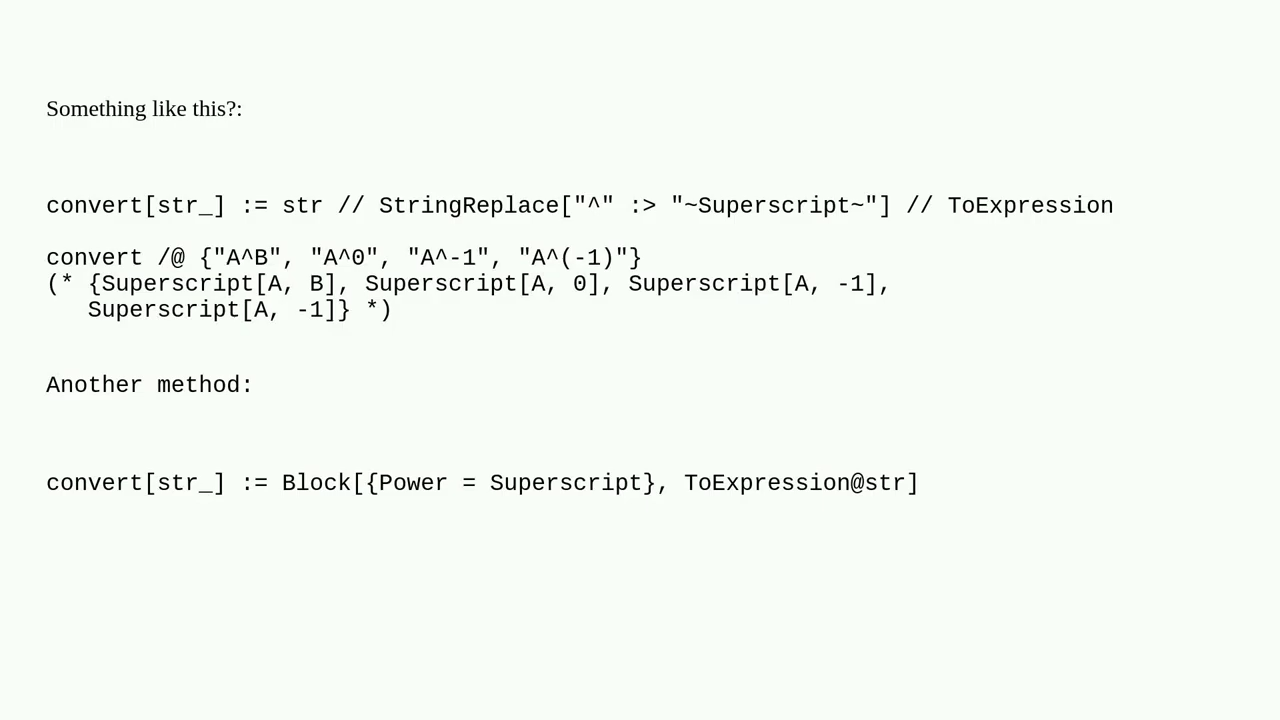 Something like this?:
convert[str_] := str // StringReplace["^" :> "~Superscript~"] // ToExpression
convert /@ {"A^B", "A^0", "A^-1", "A^(-1)"}
(* {Superscript[A, B], Superscript[A, 0], Superscript[A, -1],
   Superscript[A, -1]} *)
Another method:
convert[str_] := Block[{Power = Superscript}, ToExpression@str]